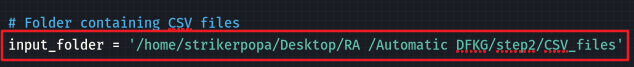 # Folder containing CSV files
input_folder = '/home/strikerpopa/Desktop/RA /Automatic DFKG/step2/CSV_files'